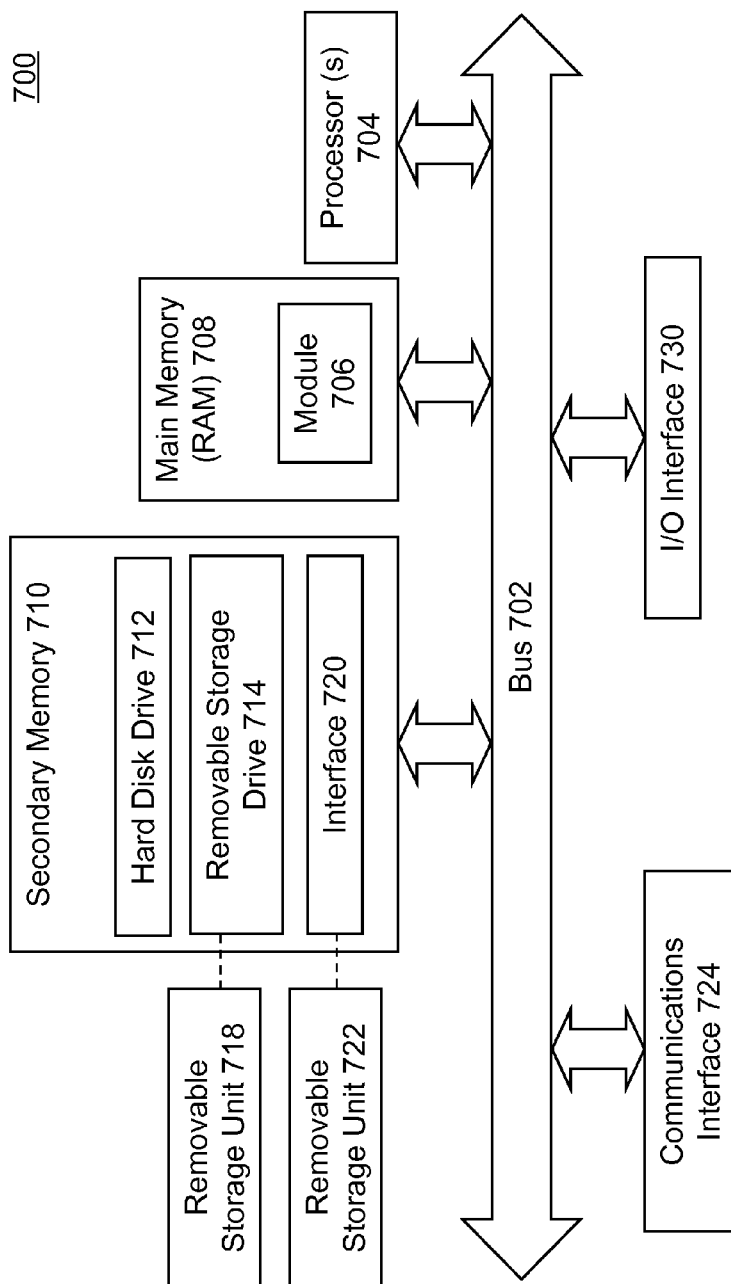 700
Processor (s)
704
Main Memory
(RAM) 708
Module
706
Secondary Memory 710
Hard Disk Drive 712
Removable Storage
Drive 714
Interface 720
Removable
Storage Unit 718
Removable
Storage Unit 722
Bus 702
I/O Interface 730
Communications
Interface 724